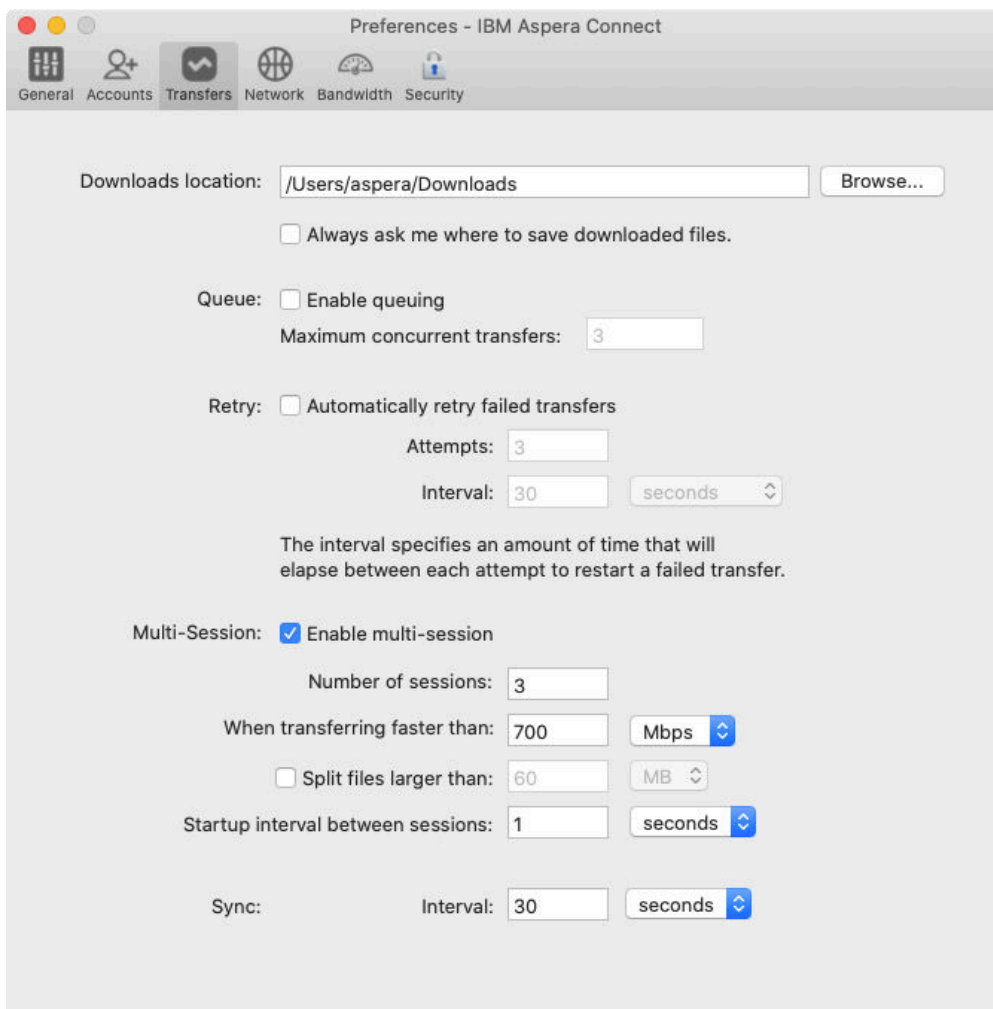 Preferences - IBM Aspera Connect
General Accounts Transfers Network Bandwidth Security
Downloads location: /Users/aspera/Downloads Browse...
Always ask me where to save downloaded files.
Queue: Enable queuing
Maximum concurrent transfers: 3
Retry: Automatically retry failed transfers
Attempts: 3
Interval: 30 seconds
The interval specifies an amount of time that will
elapse between each attempt to restart a failed transfer.
Multi-Session: Enable multi-session
Number of sessions: 3
When transferring faster than: 700 Mbps
Split files larger than: 60 MB
Startup interval between sessions: 1 seconds
Sync: Interval: 30 seconds